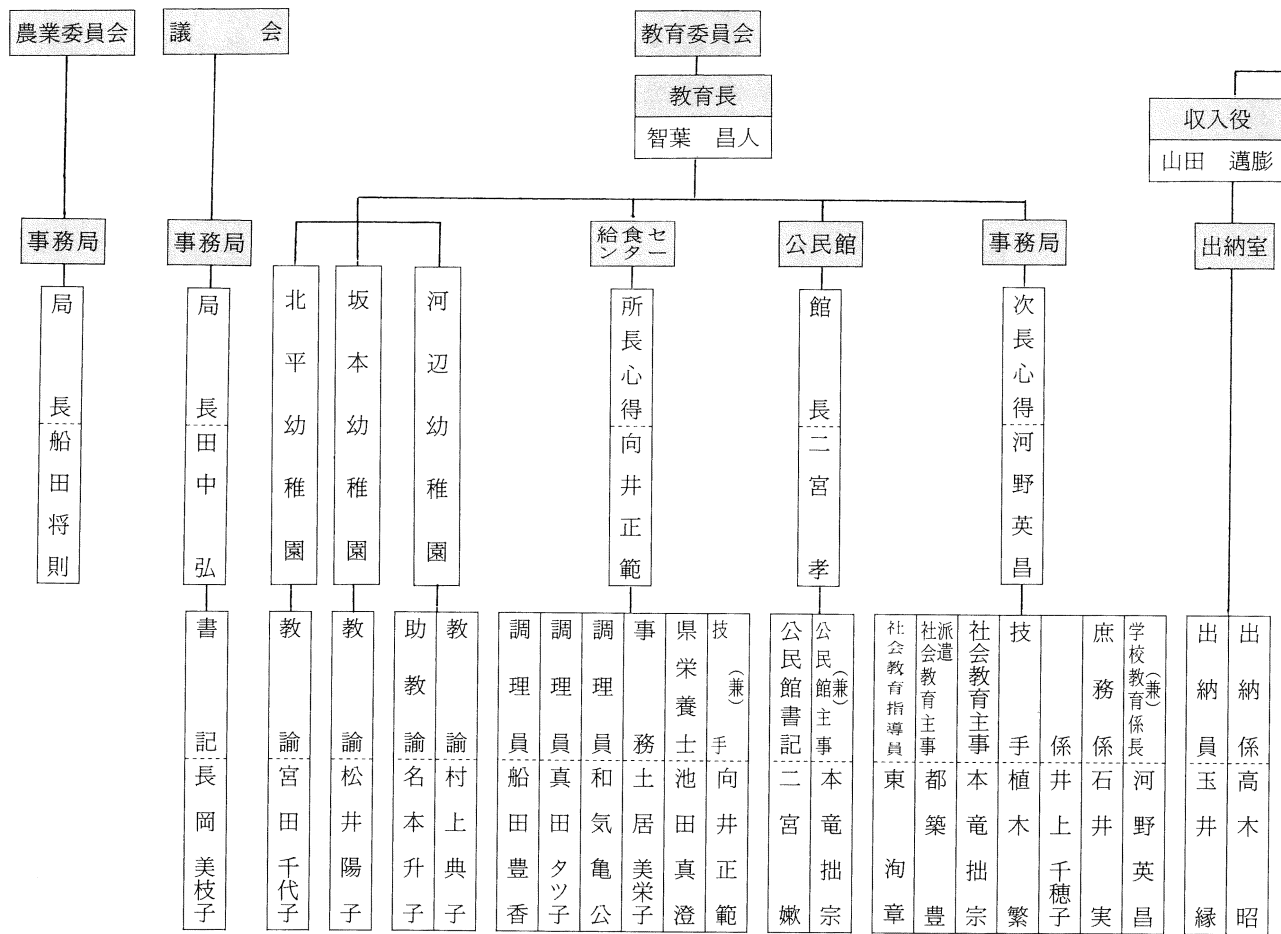 農業委員会
議会
教育委員会
教育長
智葉 昌人
収入役
山田 邁膨
事務局
事務局
給食センター
公民館
事務局
出納室
局長 船田将則
局長 田中弘
北平幼稚園
坂本幼稚園
河辺幼稚園
所長心得 向井正範
館長 二宮孝
次長心得 河野英昌
書記 長岡美枝子
教諭 宮田千代子
教諭 松井陽子
助教諭 名本升子
教諭 村上典子
調理員 船田豊香
調理員 真田タツ子
調理員 和気亀公
事務 土居美栄子
県栄養士 池田真澄
技手(兼) 向井正範
公民館書記 二宮嫩
公民館主事(兼) 本竜拙宗
社会教育指導員 東洵章
派遣社会教育主事 都築豊
社会教育主事 本竜拙宗
技手 植木繁
係 井上千穂子
庶務係 石井実
学校教育係長(兼) 河野英昌
出納員 玉井縁
出納係 高木昭